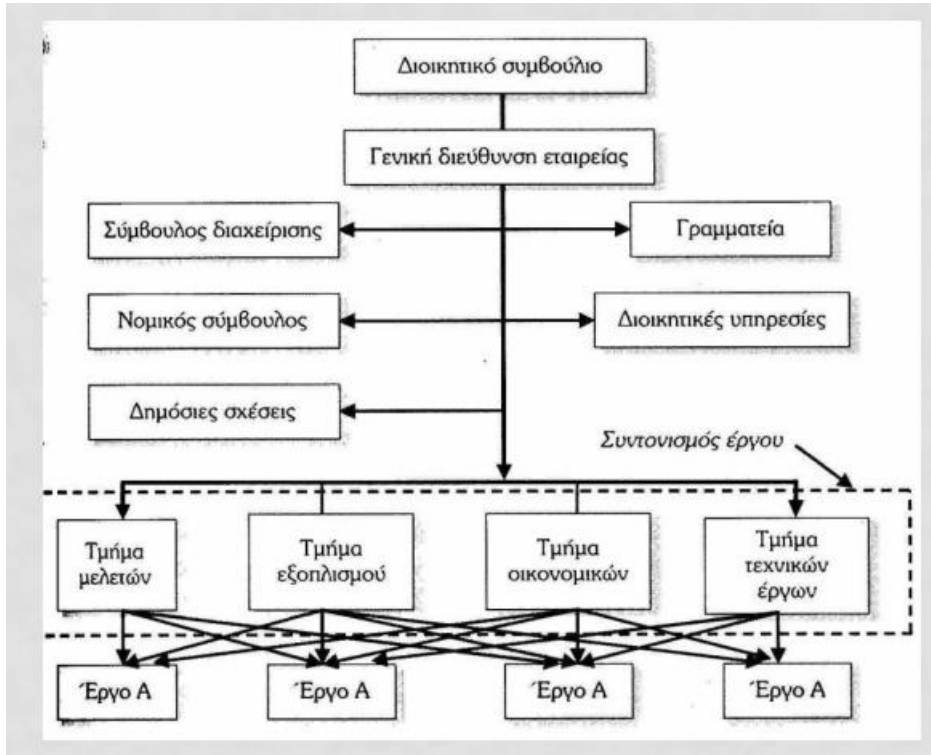 Διοικητικό συμβούλιο
Γενική διεύθυνση εταιρείας
Σύμβουλος διαχείρισης
Γραμματεία
Νομικός σύμβουλος
Διοικητικές υπηρεσίες
Δημόσιες σχέσεις
Συντονισμός έργου
Τμήμα
μελετών
Τμήμα
εξοπλισμού
Τμήμα
οικονομικών
Τμήμα
τεχνικών
έργων
Έργο Α
Έργο Α
Έργο Α
Έργο Α